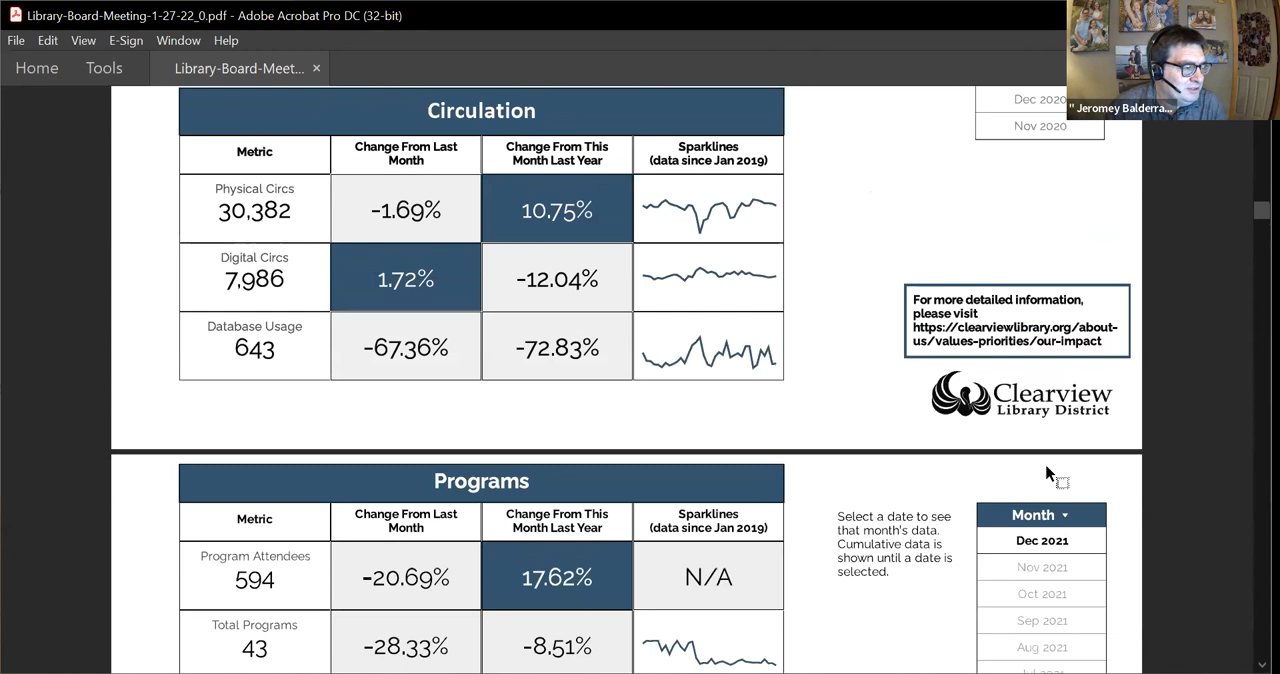 Library-Board-Meeting-1-27-22_0.pdf - Adobe Acrobat Pro DC (32-bit)
File Edit View E-Sign Window Help
Home Tools Library-Board-Meet... ×
" Jeromey Balderra...
Dec 2020
Nov 2020
Circulation
Metric
Change From Last
Month
Change From This
Month Last Year
Sparklines
(data since Jan 2019)
Physical Circs
30,382
-1.69%
10.75%
Digital Circs
7,986
1.72%
-12.04%
Database Usage
643
-67.36%
-72.83%
For more detailed information,
please visit
https://clearviewlibrary.org/about-
us/values-priorities/our-impact
Clearview
Library District
Programs
Metric
Change From Last
Month
Change From This
Month Last Year
Sparklines
(data since Jan 2019)
Program Attendees
594
-20.69%
17.62%
N/A
Total Programs
43
-28.33%
-8.51%
Select a date to see
that month's data.
Cumulative data is
shown until a date is
selected.
Month
Dec 2021
Nov 2021
Oct 2021
Sep 2021
Aug 2021
Jul 2021